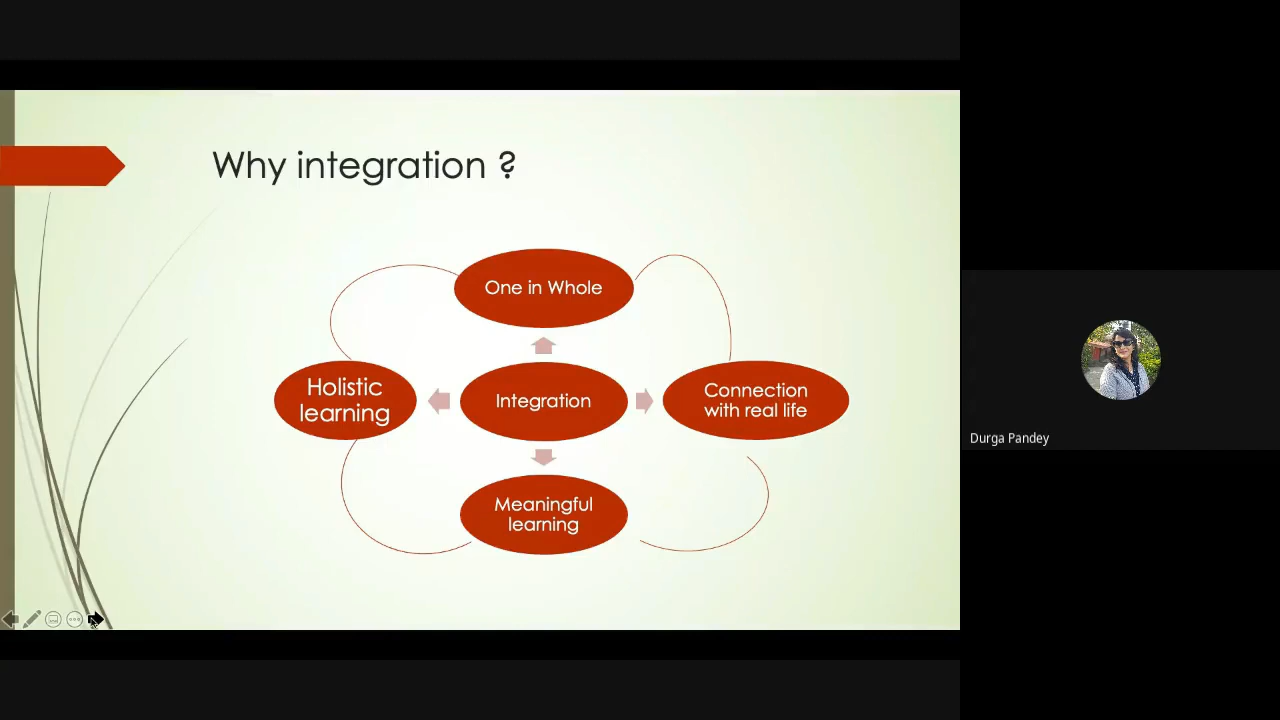 Why integration ?
One in Whole
Holistic
learning
Integration
Connection
with real life
Meaningful
learning
Durga Pandey